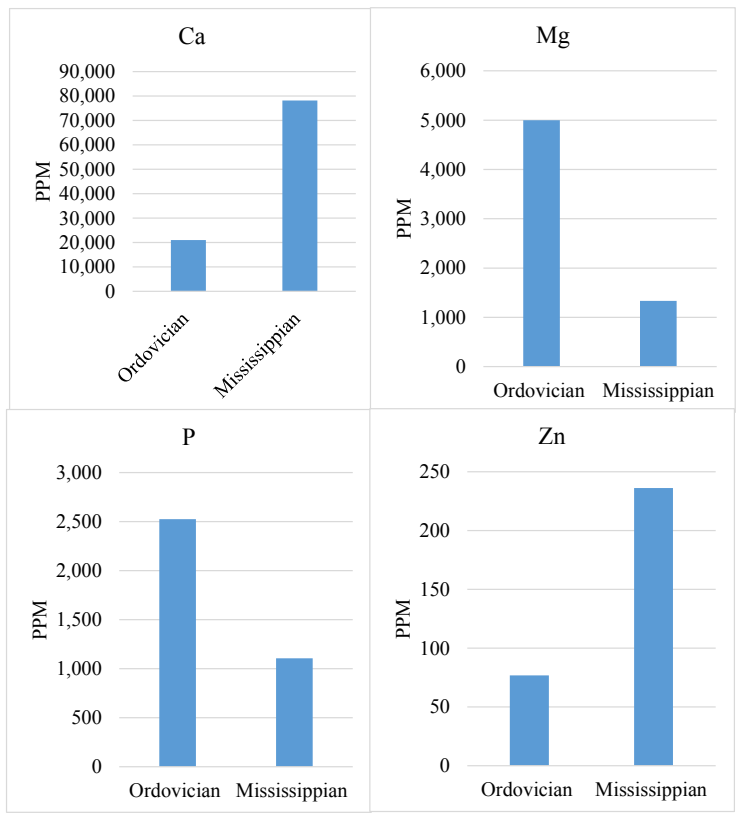 Ca
90,000
80,000
70,000
60,000
50,000
40,000
30,000
20,000
10,000
0
PPM
Ordovician
Mississippian
Mg
6,000
5,000
4,000
3,000
2,000
1,000
0
PPM
Ordovician Mississippian
P
3,000
2,500
2,000
1,500
1,000
500
0
PPM
Ordovician Mississippian
Zn
250
200
150
100
50
0
PPM
Ordovician Mississippian